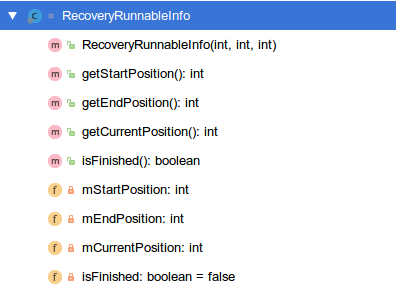 RecoveryRunnableInfo
RecoveryRunnableInfo(int, int, int)
getStartPosition(): int
getEndPosition(): int
getCurrentPosition(): int
isFinished(): boolean
mStartPosition: int
mEndPosition: int
mCurrentPosition: int
isFinished: boolean = false